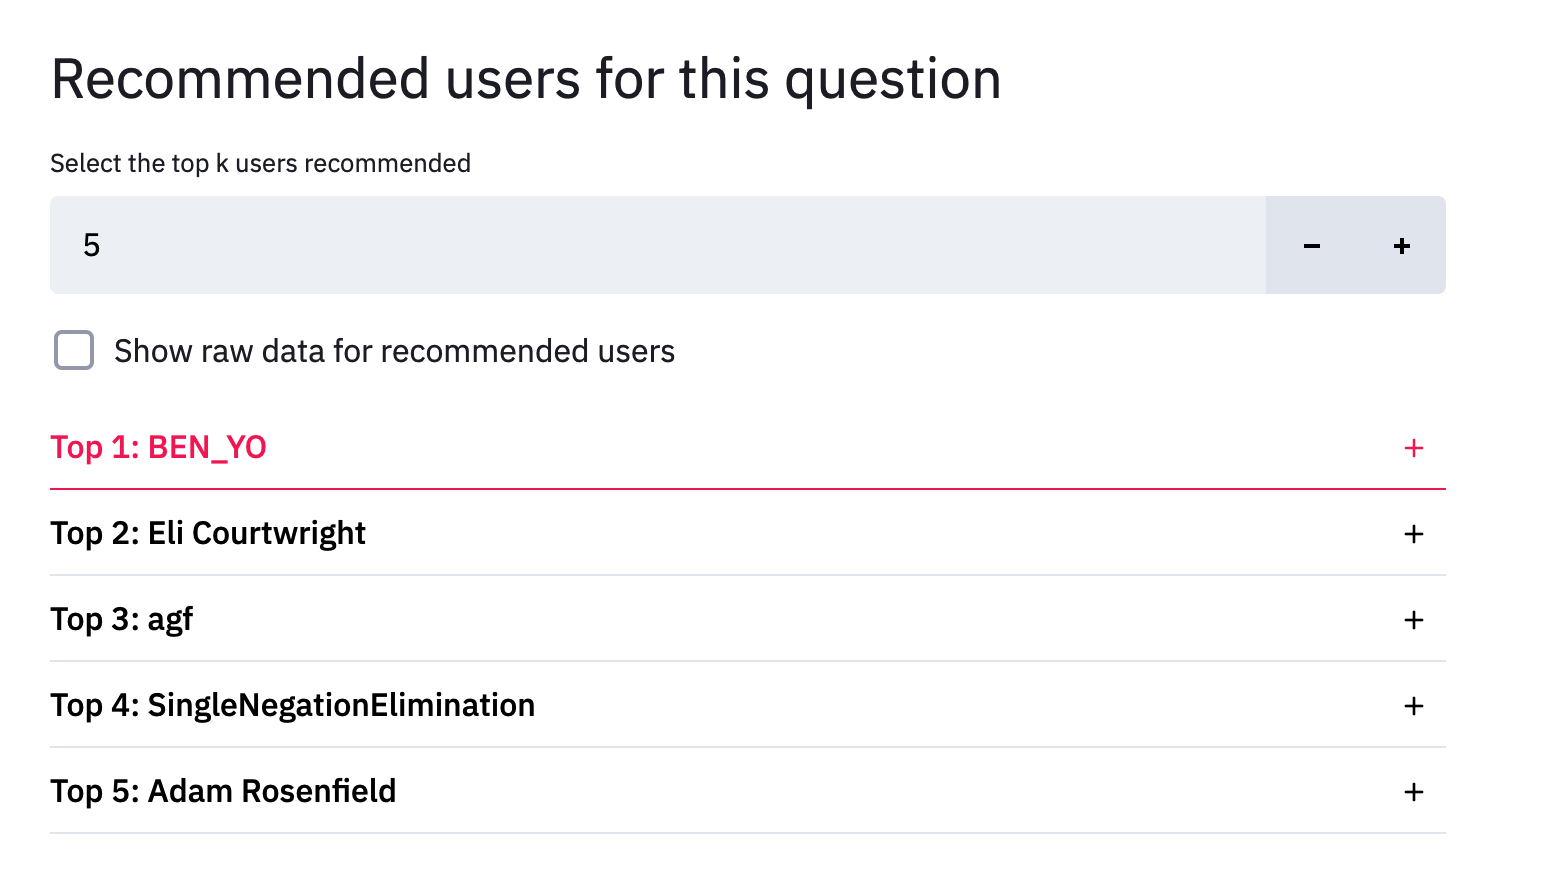 Recommended users for this question
Select the top k users recommended
5 − +
Show raw data for recommended users
Top 1: BEN_YO +
Top 2: Eli Courtwright +
Top 3: agf +
Top 4: SingleNegationElimination +
Top 5: Adam Rosenfield +